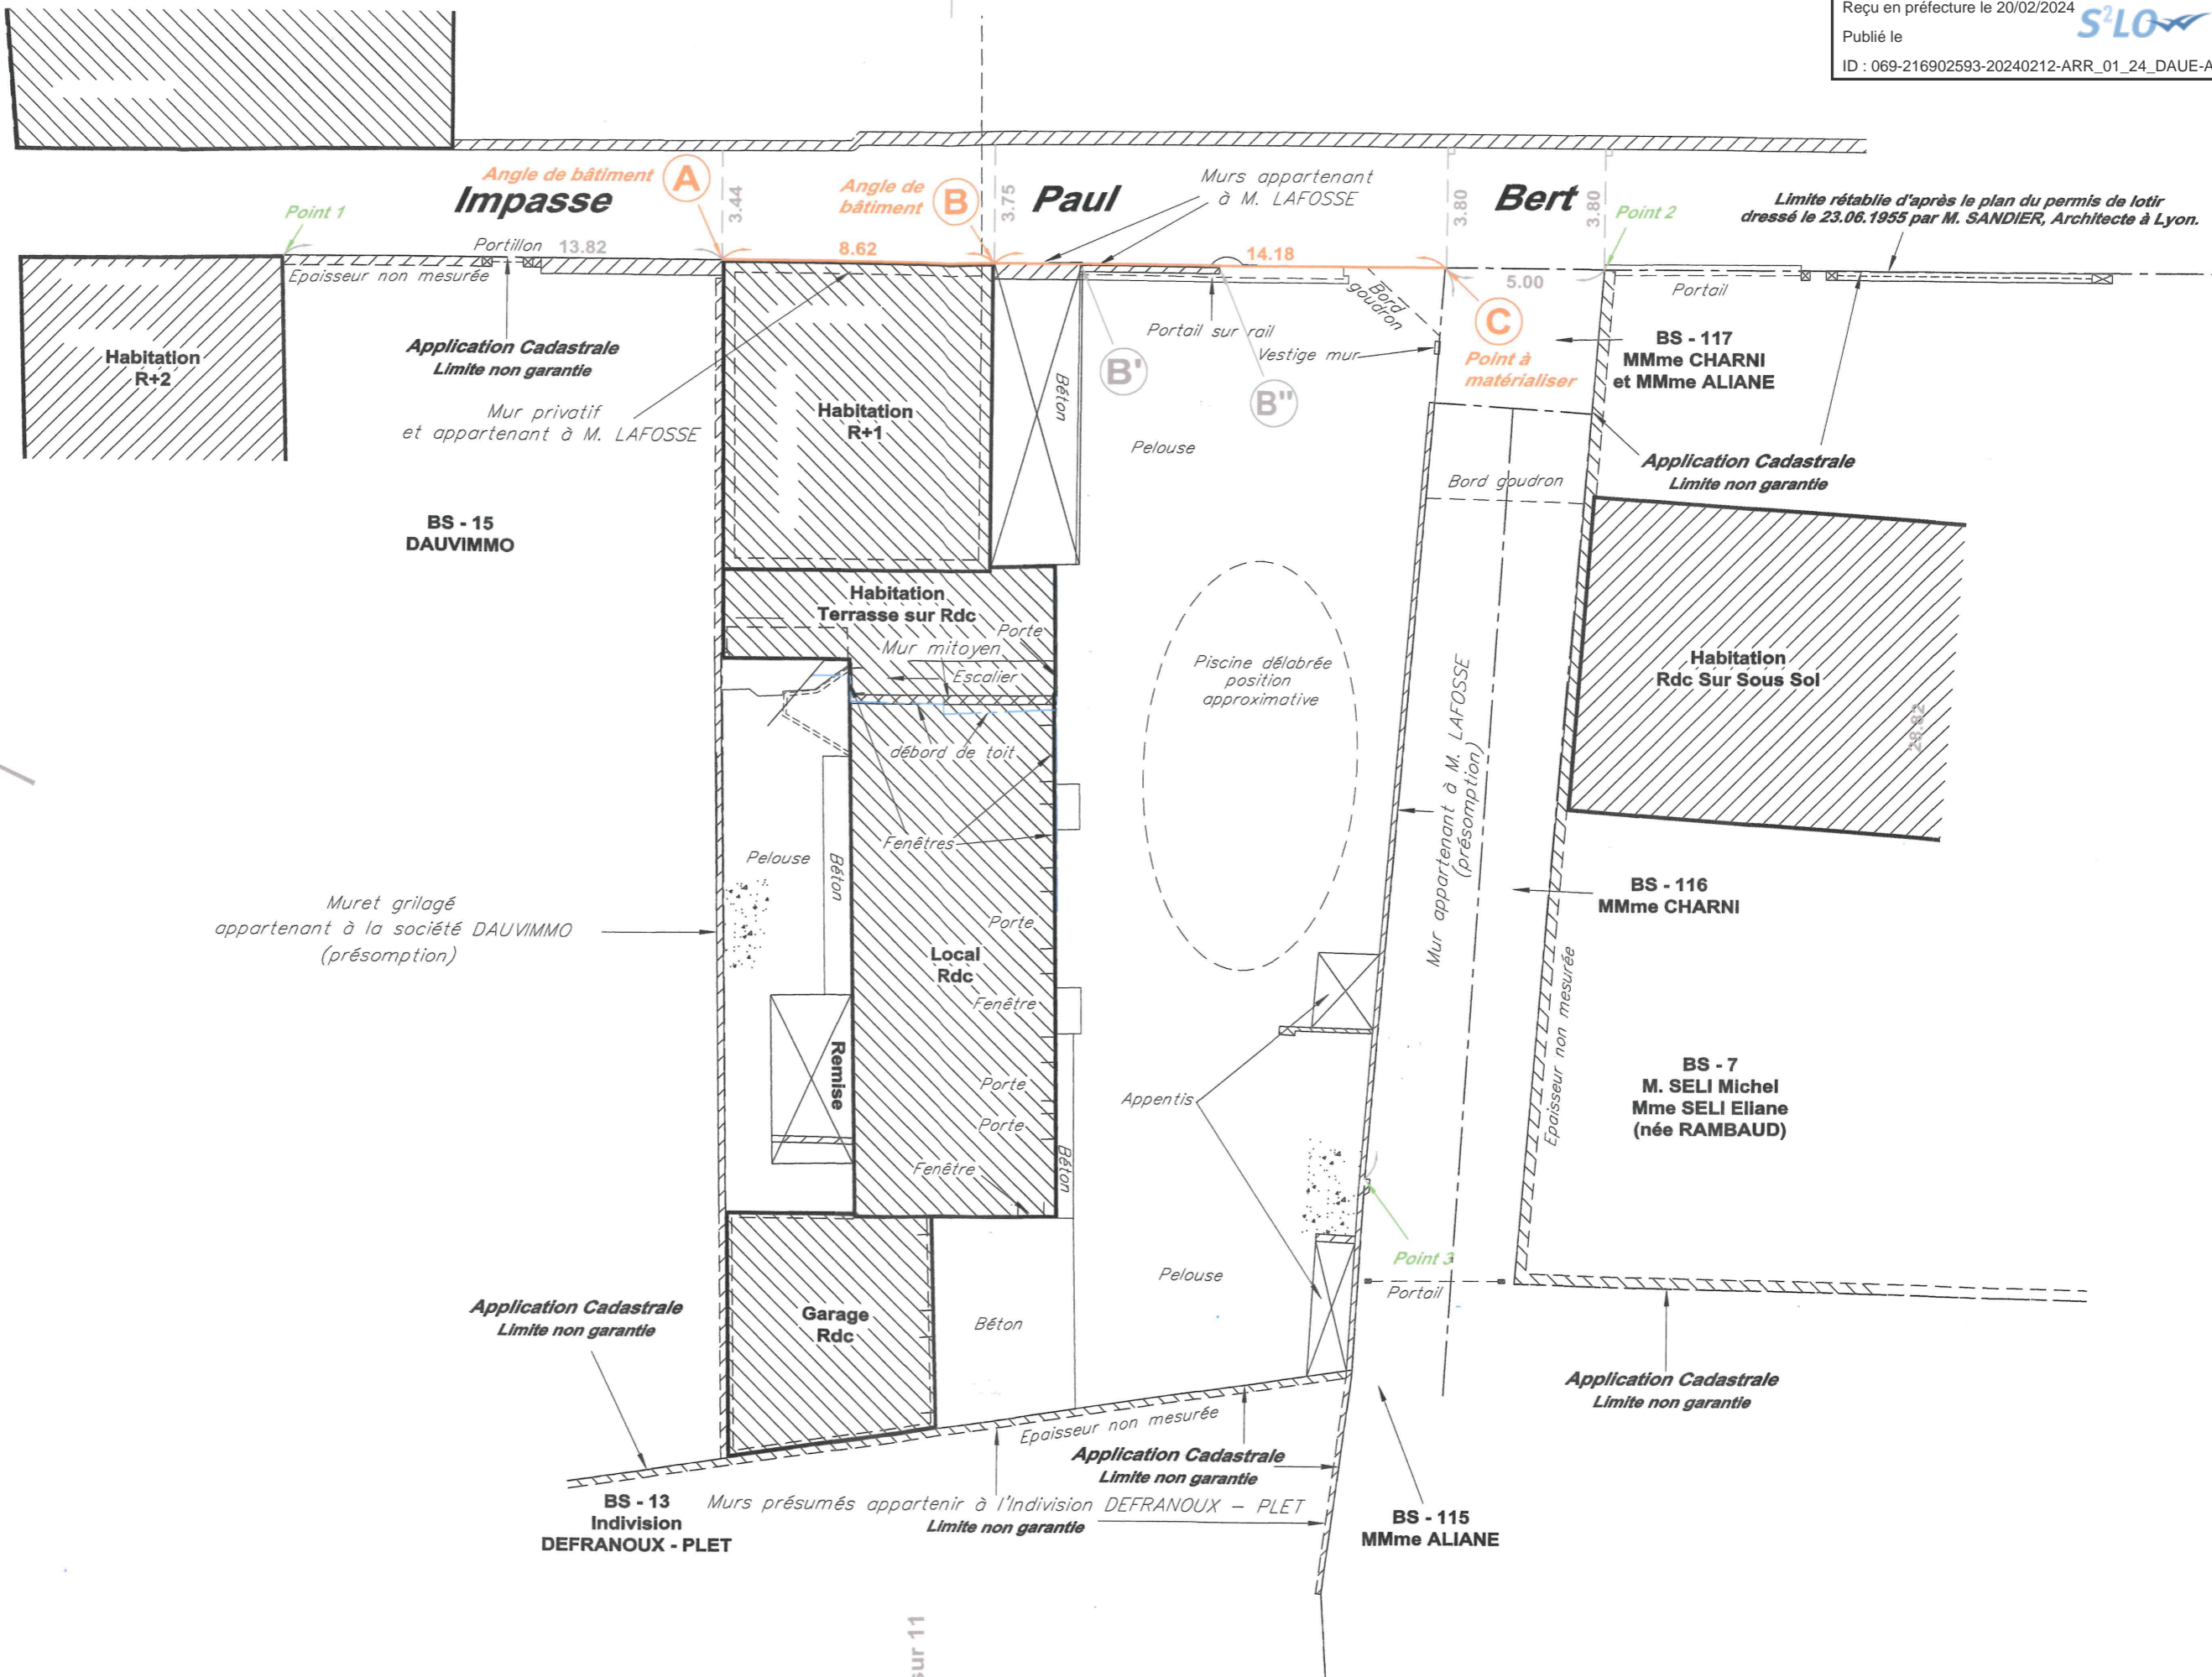 Reçu en préfecture le 20/02/2024
S²LO
Publié le
ID : 069-216902593-20240212-ARR_01_24_DAUE-A
Angle de bâtiment
A
Impasse
3.44
Angle de
bâtiment
B
3.75
Paul
Murs appartenant
à M. LAFOSSE
3.80
Bert
3.80
Point 1
Point 2
Limite rétablie d'après le plan du permis de lotir
dressé le 23.06.1955 par M. SANDIER, Architecte à Lyon.
Portillon
13.82
8.62
14.18
5.00
Epaisseur non mesurée
Portail
Bord
goudron
Portail sur rail
Vestige mur
C
Point à
matérialiser
BS - 117
MMme CHARNI
et MMme ALIANE
Habitation
R+2
Application Cadastrale
Limite non garantie
Mur privatif
et appartenant à M. LAFOSSE
Habitation
R+1
Béton
B'
B"
Pelouse
Application Cadastrale
Limite non garantie
Bord goudron
BS - 15
DAUVIMMO
Habitation
Terrasse sur Rdc
Porte
Mur mitoyen
Escalier
Piscine délabrée
position
approximative
Habitation
Rdc Sur Sous Sol
28.82
débord de toit
Mur appartenant à M. LAFOSSE
(présomption)
Fenêtres
Pelouse
Béton
BS - 116
MMme CHARNI
Muret grilagé
appartenant à la société DAUVIMMO
(présomption)
Porte
Local
Rdc
Fenêtre
Epaisseur non mesurée
Remise
Porte
Porte
Appentis
BS - 7
M. SELI Michel
Mme SELI Eliane
(née RAMBAUD)
Fenêtre
Béton
Point 3
Pelouse
Portail
Application Cadastrale
Limite non garantie
Garage
Rdc
Béton
Application Cadastrale
Limite non garantie
Epaisseur non mesurée
Application Cadastrale
Limite non garantie
BS - 13
Indivision
DEFRANOUX - PLET
Murs présumés appartenir à l'Indivision DEFRANOUX - PLET
Limite non garantie
BS - 115
MMme ALIANE
sur 11